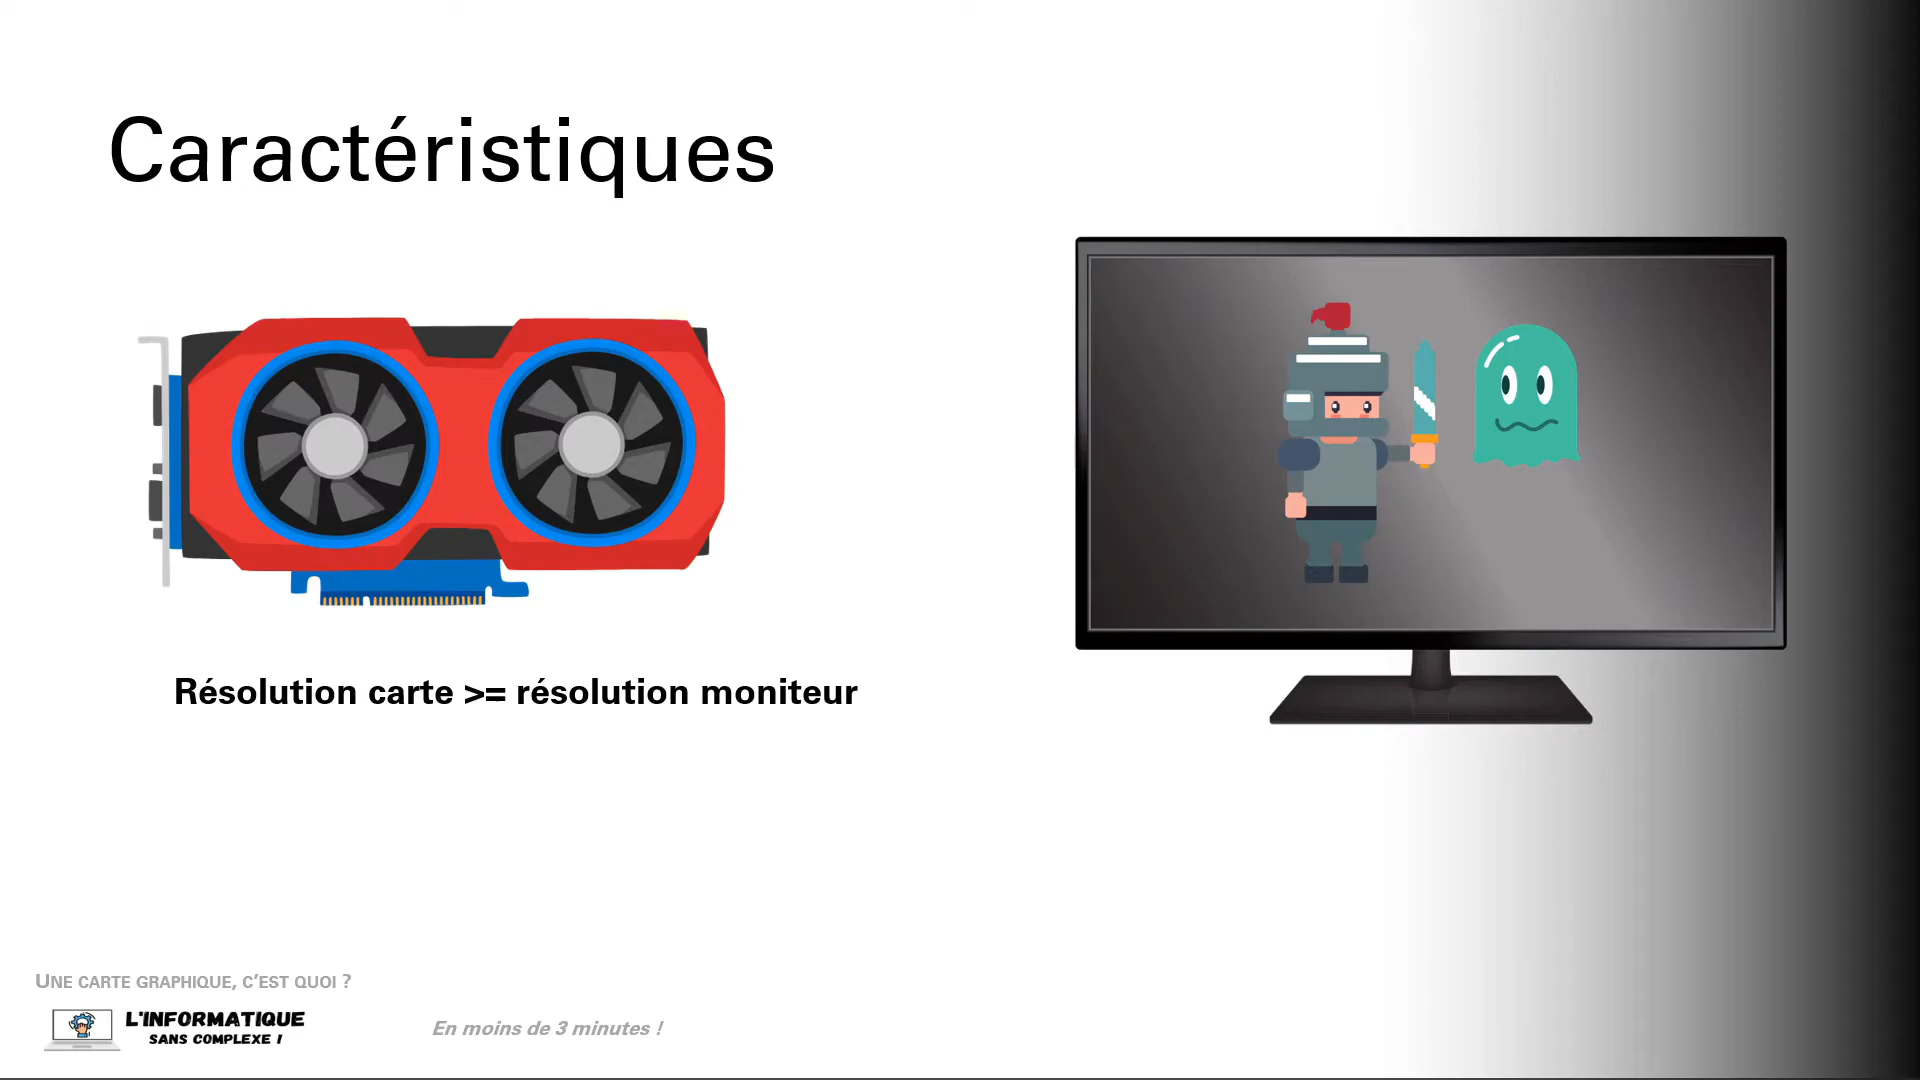 Caractéristiques
Résolution carte >= résolution moniteur
UNE CARTE GRAPHIQUE, C'EST QUOI ?
L'INFORMATIQUE
SANS COMPLEXE !
En moins de 3 minutes !